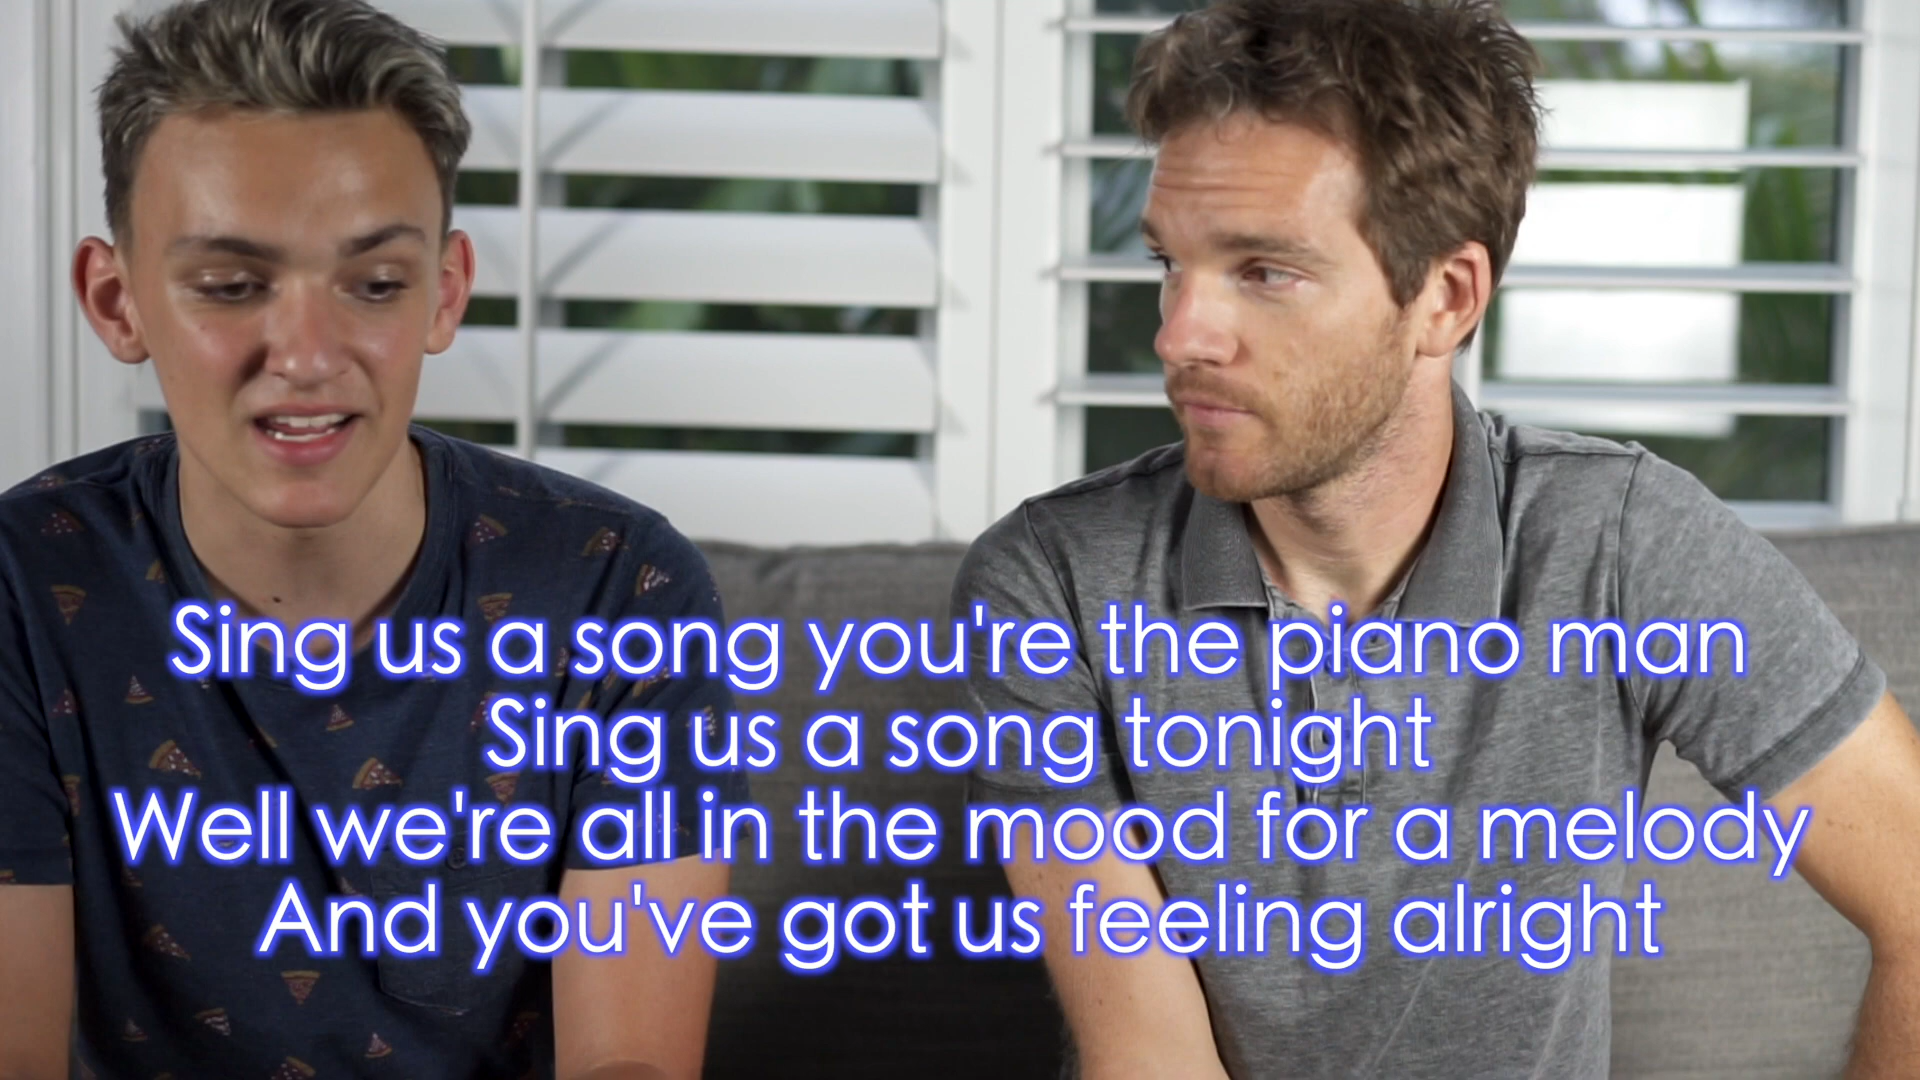 Sing us a song you're the piano man
Sing us a song tonight
Well we're all in the mood for a melody
And you've got us feeling alright